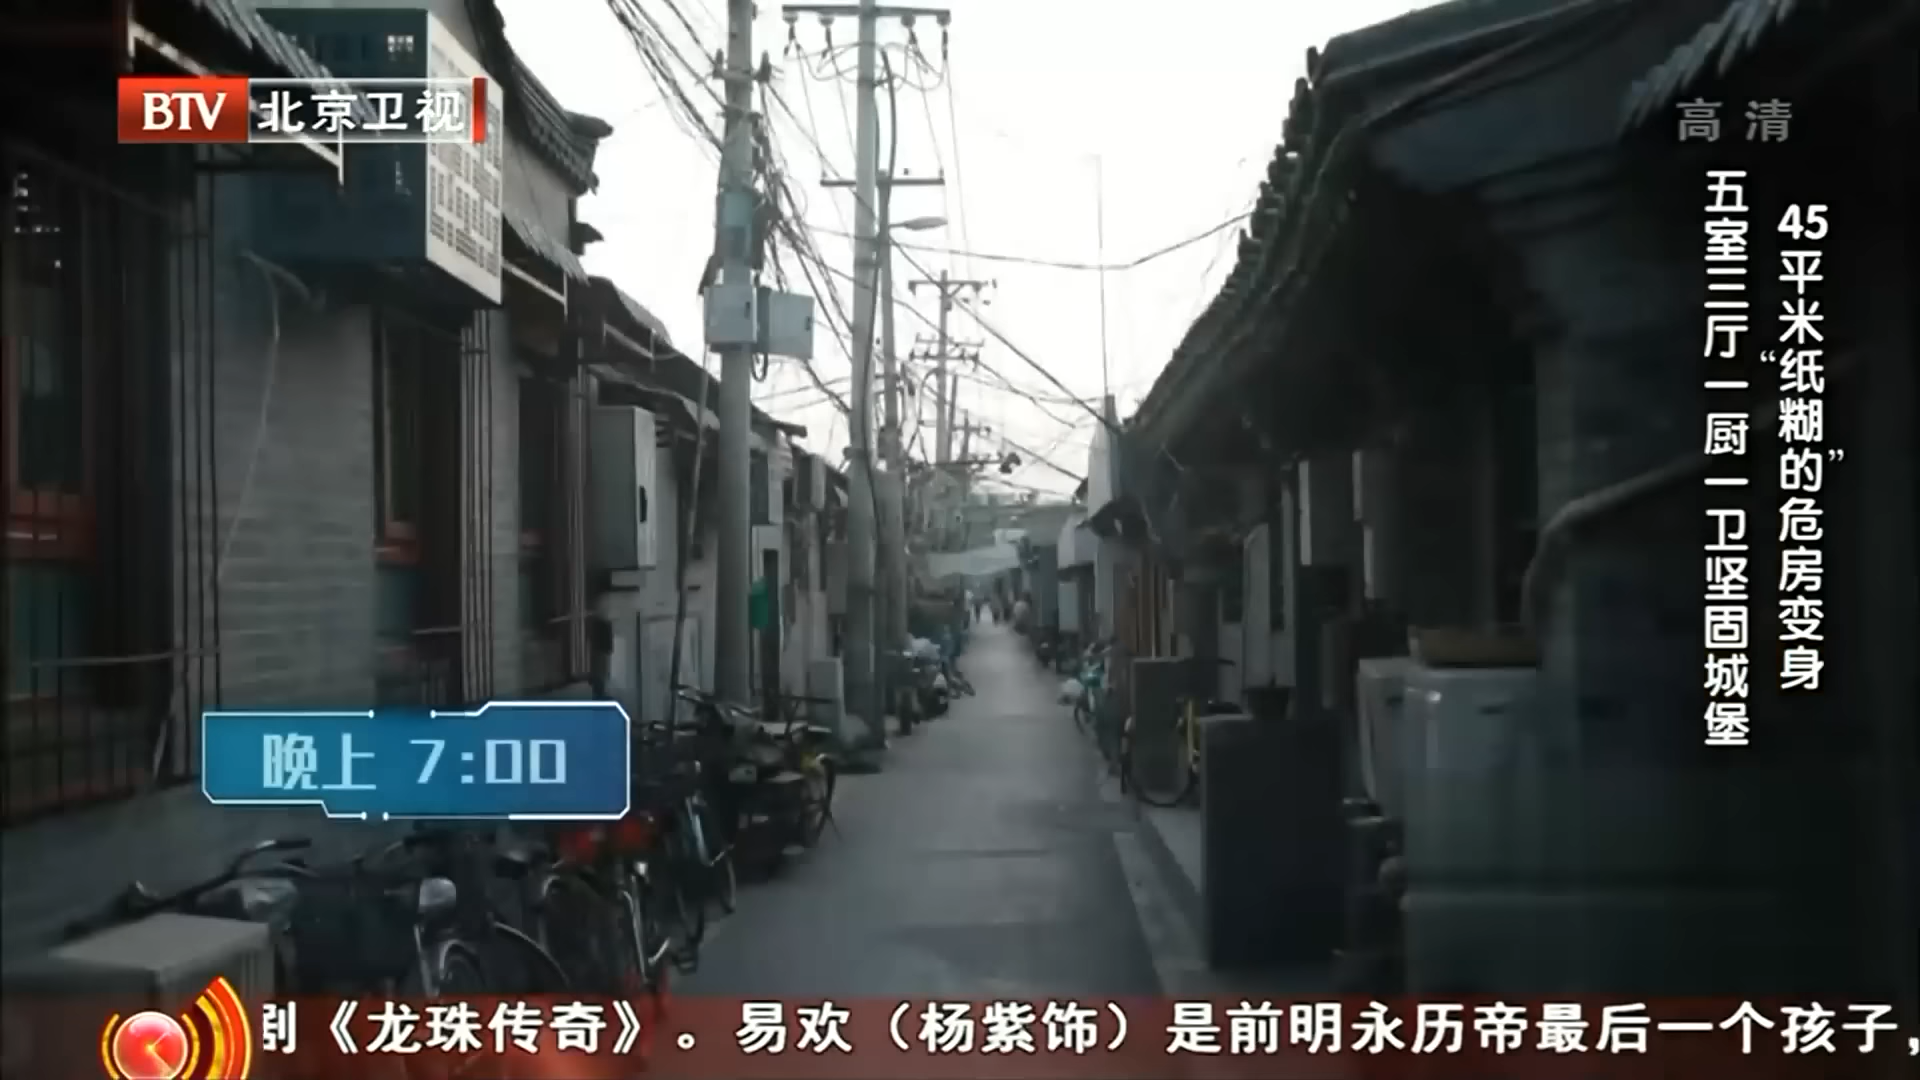 BTV 北京卫视
高清
45平米“纸糊的”危房变身
五室三厅一厨一卫坚固城堡
晚上 7:00
剧《龙珠传奇》。易欢（杨紫饰）是前明永历帝最后一个孩子，